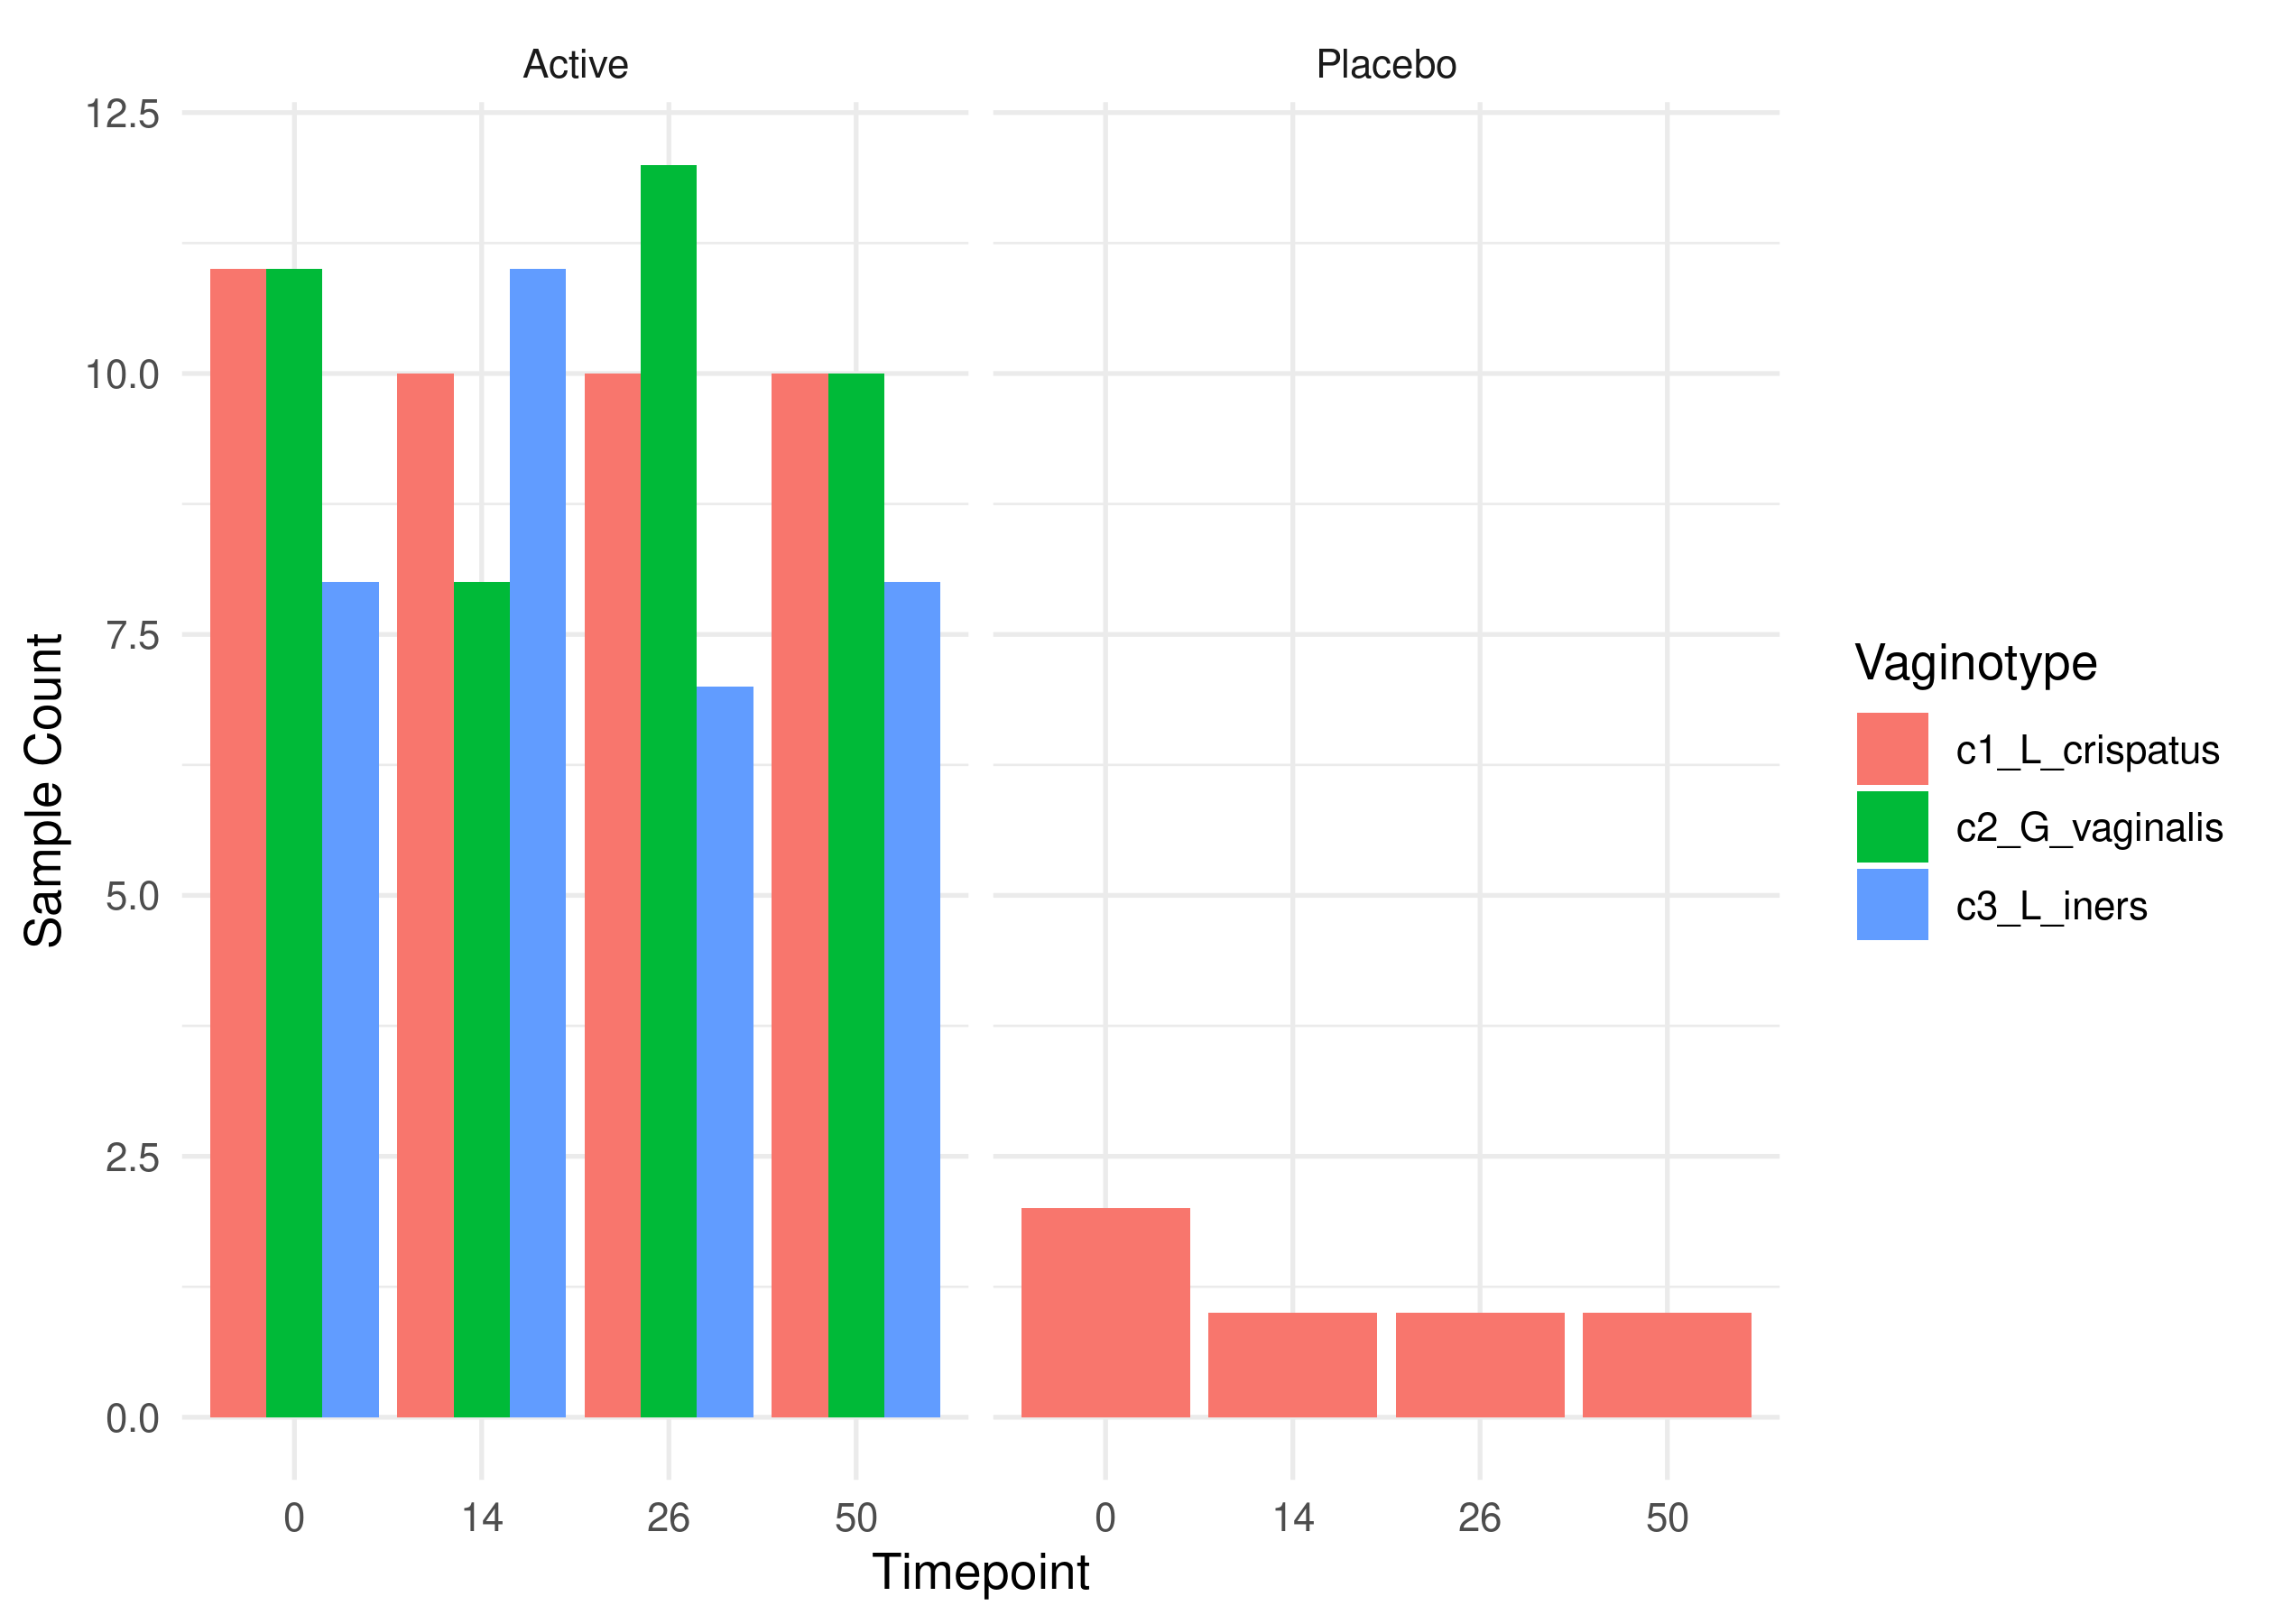 Active
Placebo
12.5
10.0
7.5
5.0
2.5
0.0
Sample Count
0 14 26 50
0 14 26 50
Timepoint
Vaginotype
c1_L_crispatus
c2_G_vaginalis
c3_L_iners